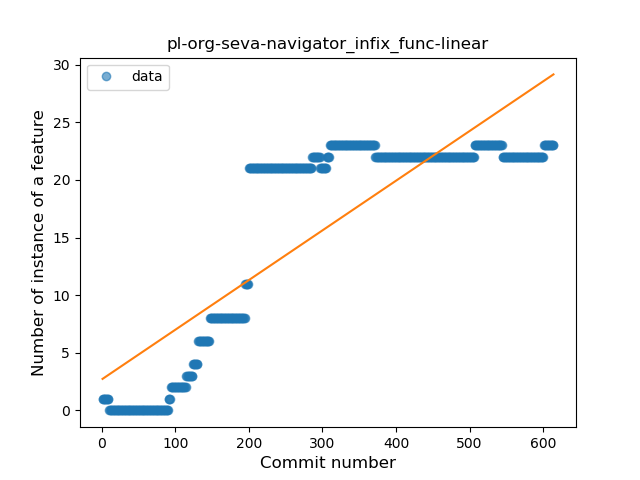 pl-org-seva-navigator_infix_func-linear
data
Number of instance of a feature
30
25
20
15
10
5
0
0 100 200 300 400 500 600
Commit number